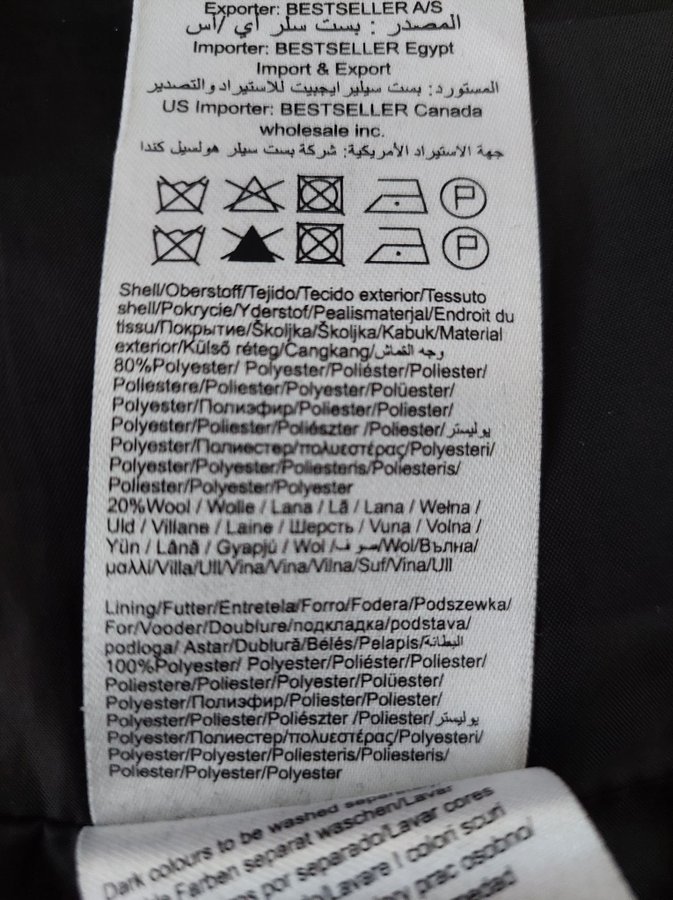 Exporter: BESTSELLER A/S
المصدر : بست سلر أي /اس
Importer: BESTSELLER Egypt
Import & Export
المستورد: بست سيلير ايجيبت للاستيراد والتصدير
US Importer: BESTSELLER Canada
wholesale inc.
جهة الاستيراد الأمريكية: شركة بست سيلر هولسيل كندا
P
P
Shell/Oberstoff/Tejido/Tecido exterior/Tessuto
shell/Pokrycie/Yderstof/Pealismaterjal/Endroit du
tissu/Покрытие/Školjka/Školjka/Kabuk/Material
exterior/Külső réteg/Cangkang/وجه القماش
80%Polyester/ Polyester/Poliéster/Poliester/
Poliestere/Poliester/Polyester/Polüester/
Polyester/Полиэфир/Poliester/Poliester/
Polyester/Poliester/Poliészter /Poliester/يوليستر
Polyester/Полиестер/πολυεστέρας/Polyesteri/
Polyester/Polyester/Poliesteris/Poliesteris/
Poliester/Polyester/Polyester
20%Wool / Wolle / Lana / Lã / Lana / Wełna /
Uld / Villane / Laine / Шерсть / Vuna / Volna /
Yün / Lână / Gyapjú / Wol /صوف/Wol/Вълна/
μαλλί/Villa/Ull/Vina/Vina/Vilna/Suf/Vina/Ull
Lining/Futter/Entretela/Forro/Fodera/Podszewka/
For/Vooder/Doublure/подкладка/podstava/
podloga/ Astar/Dublură/Bélés/Pelapis/البطانة
100%Polyester/ Polyester/Poliéster/Poliester/
Poliestere/Poliester/Polyester/Polüester/
Polyester/Полиэфир/Poliester/Poliester/
Polyester/Poliester/Poliészter /Poliester/يوليستر
Polyester/Полиестер/πολυεστέρας/Polyesteri/
Polyester/Polyester/Poliesteris/Poliesteris/
Poliester/Polyester/Polyester
Dark colours to be washed
Farben separat waschen/Lavar
por separado/Lavar cores
/Lavare I colori scuri
prac osobno/